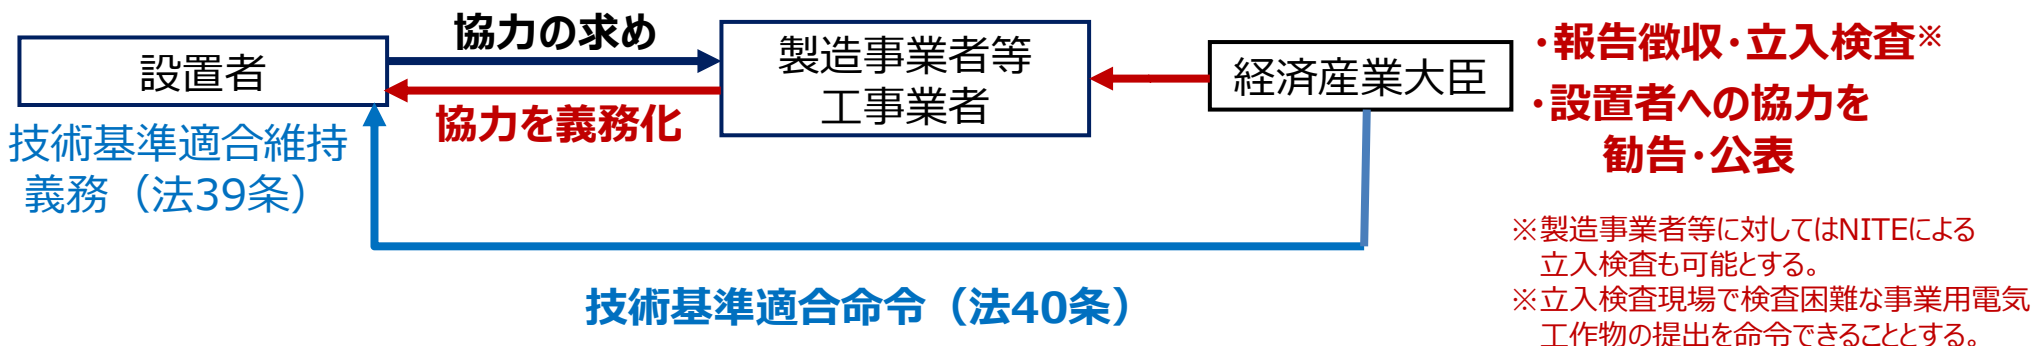 協力の求め
設置者
製造事業者等
工事業者
経済産業大臣
・報告徴収・立入検査※
・設置者への協力を
勧告・公表
協力を義務化
技術基準適合維持
義務（法39条）
技術基準適合命令（法40条）
※製造事業者等に対してはNITEによる
立入検査も可能とする。
※立入検査現場で検査困難な事業用電気
工作物の提出を命令できることとする。